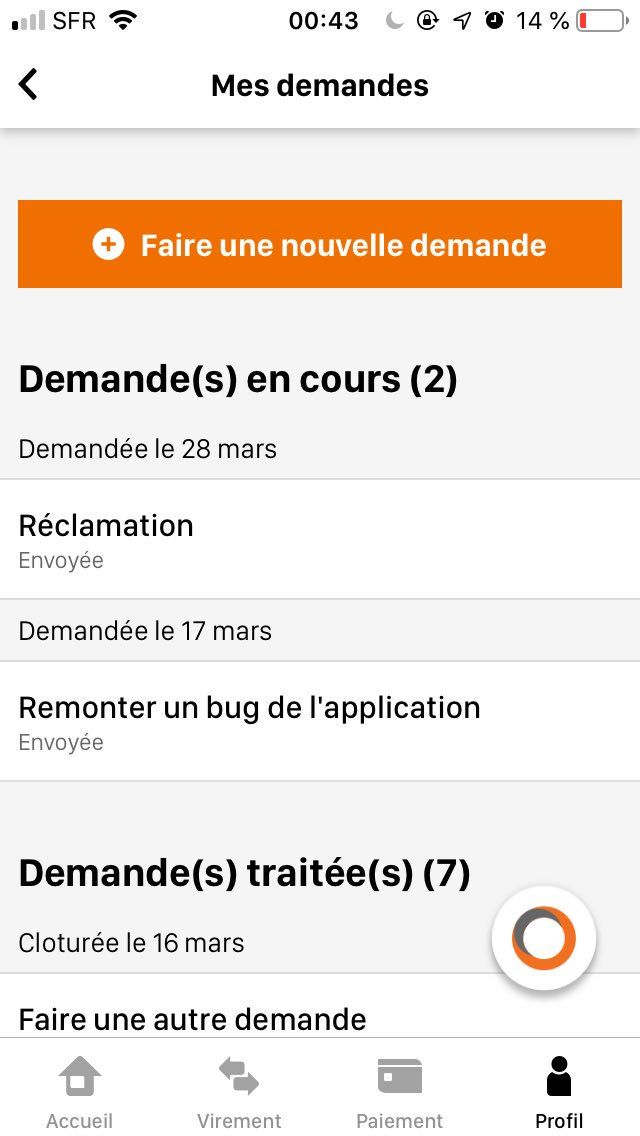 SFR 00:43 14 %
Mes demandes
Faire une nouvelle demande
Demande(s) en cours (2)
Demandée le 28 mars
Réclamation
Envoyée
Demandée le 17 mars
Remonter un bug de l'application
Envoyée
Demande(s) traitée(s) (7)
Cloturée le 16 mars
Faire une autre demande
Accueil Virement Paiement Profil